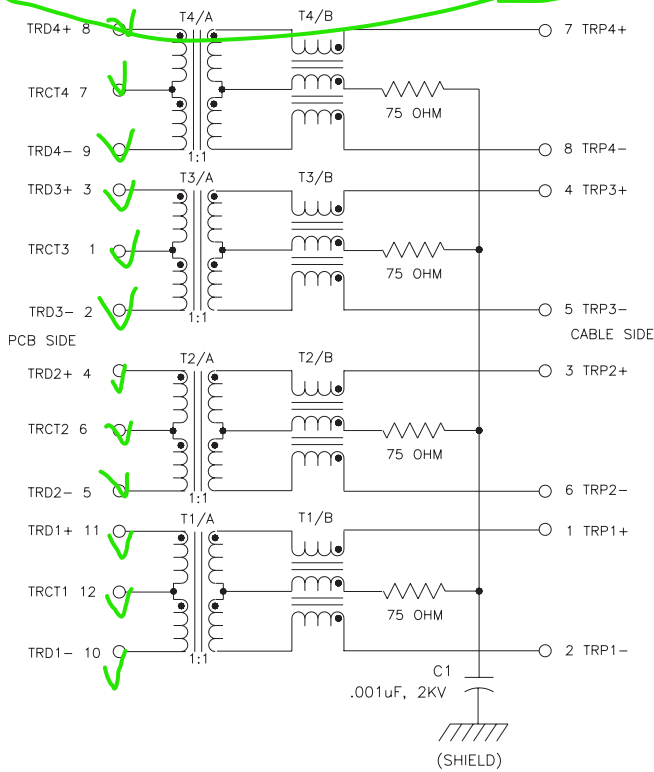 T4/A T4/B
TRD4+ 8 7 TRP4+
TRCT4 7
75 OHM
TRD4- 9 8 TRP4-
1:1
T3/A T3/B
TRD3+ 3 4 TRP3+
TRCT3 1
75 OHM
TRD3- 2 5 TRP3-
1:1
PCB SIDE CABLE SIDE
T2/A T2/B
TRD2+ 4 3 TRP2+
TRCT2 6
75 OHM
TRD2- 5 6 TRP2-
1:1
T1/A T1/B
TRD1+ 11 1 TRP1+
TRCT1 12
75 OHM
TRD1- 10 2 TRP1-
1:1
C1
.001uF, 2KV
(SHIELD)